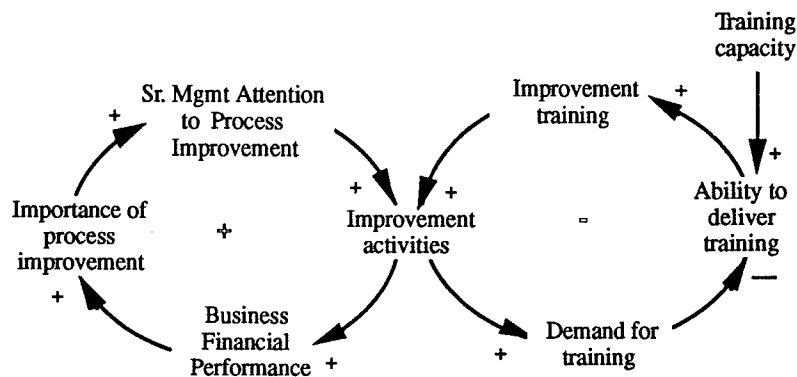 Training
capacity
Sr. Mgmt Attention
to Process
Improvement
Improvement
training
+
+
+
+
+
Importance of
process
improvement
+
Improvement
activities
-
Ability to
deliver
training
+
—
Business
Financial
Performance +
+
Demand for
training